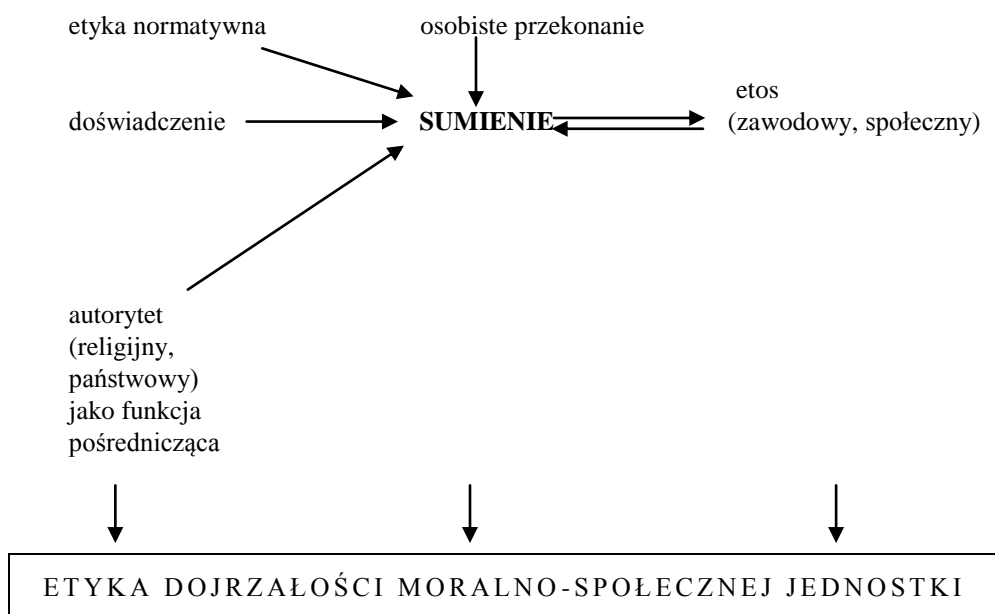 etyka normatywna
osobiste przekonanie
doświadczenie
SUMIENIE
etos
(zawodowy, społeczny)
autorytet
(religijny,
państwowy)
jako funkcja
pośrednicząca
ETYKA DOJRZAŁOŚCI MORALNO-SPOŁECZNEJ JEDNOSTKI